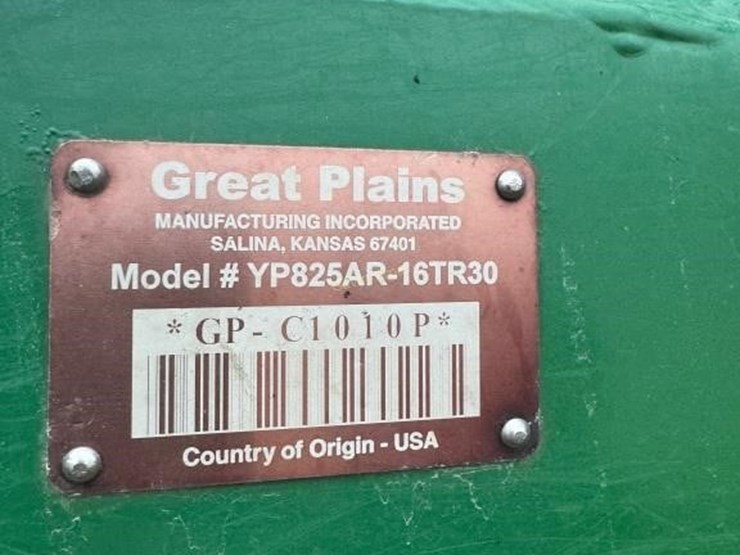 Great Plains
MANUFACTURING INCORPORATED
SALINA, KANSAS 67401
Model # YP825AR-16TR30
*GP-C1010P*
Country of Origin - USA